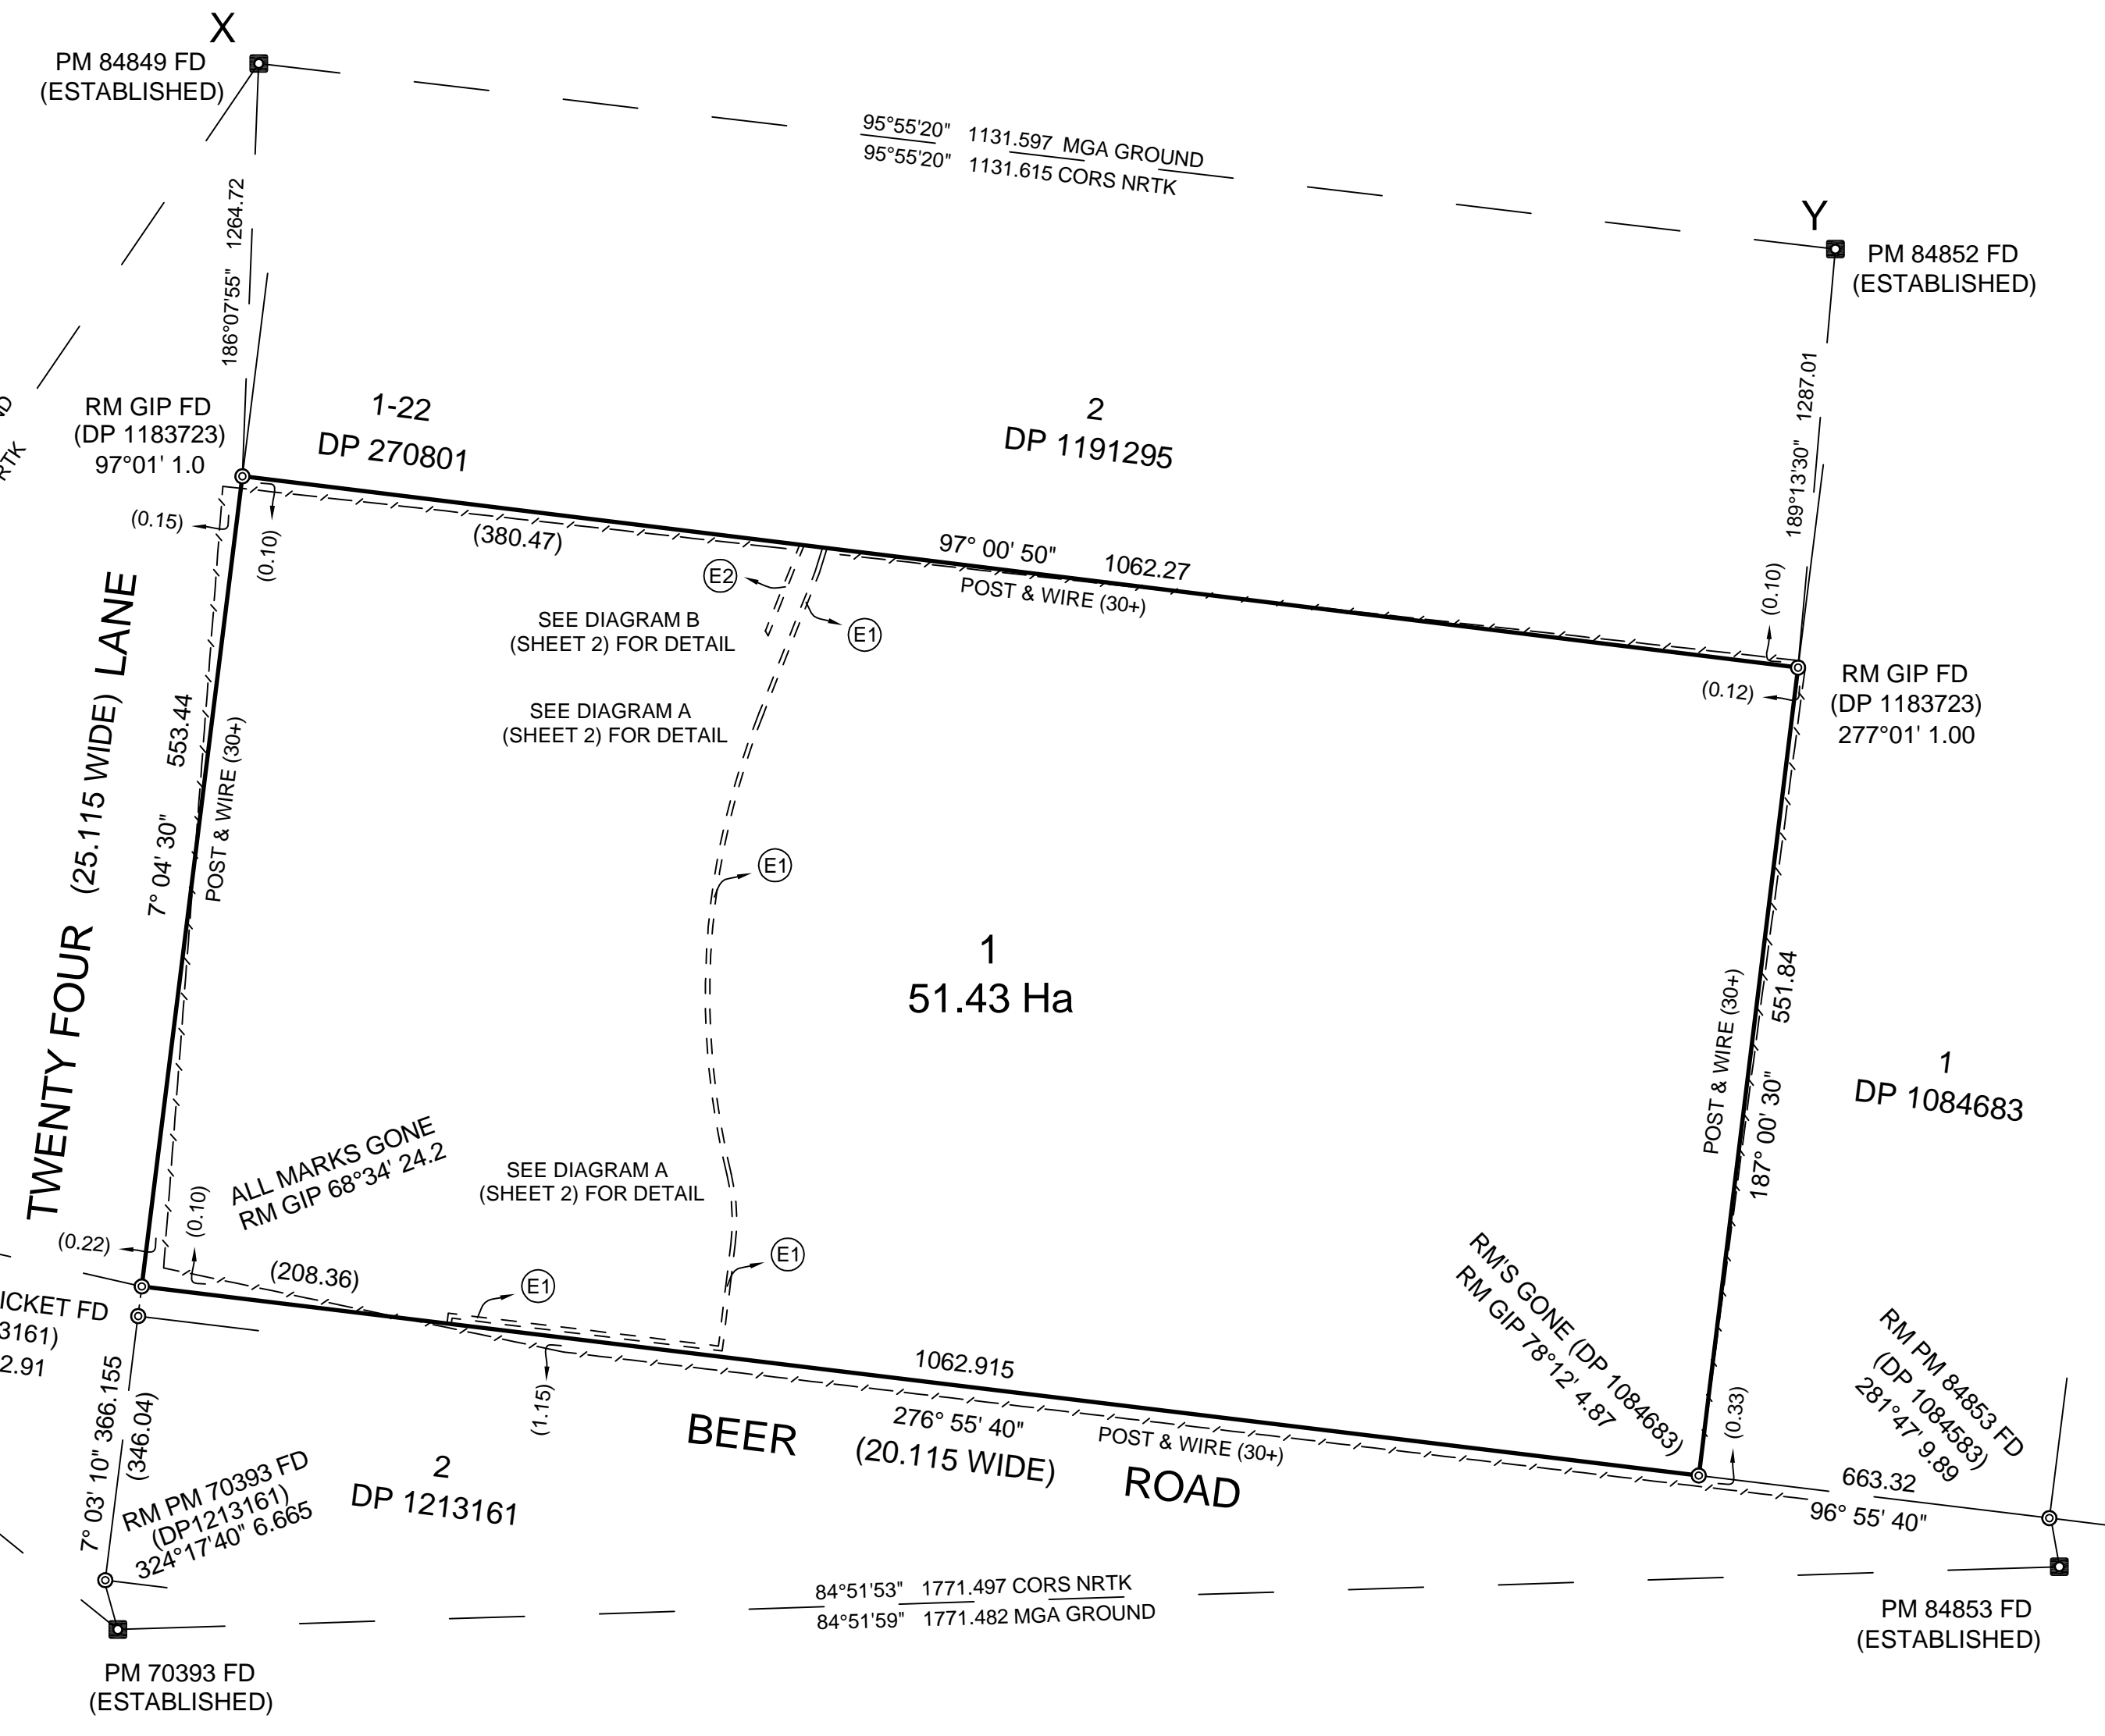 X
PM 84849 FD
(ESTABLISHED)
95°55'20" 1131.597 MGA GROUND
95°55'20" 1131.615 CORS NRTK
Y
PM 84852 FD
(ESTABLISHED)
186°07'55" 1264.72
189°13'30" 1287.01
RM GIP FD
(DP 1183723)
97°01' 1.0
1-22
DP 270801
2
DP 1191295
(0.15)
(0.10)
(380.47)
97° 00' 50" 1062.27
POST & WIRE (30+)
(0.10)
(0.12)
RM GIP FD
(DP 1183723)
277°01' 1.00
E2
E1
SEE DIAGRAM B
(SHEET 2) FOR DETAIL
SEE DIAGRAM A
(SHEET 2) FOR DETAIL
TWENTY FOUR (25.115 WIDE) LANE
7° 04' 30" 553.44
POST & WIRE (30+)
E1
1
51.43 Ha
POST & WIRE (30+)
187° 00' 30" 551.84
1
DP 1084683
ALL MARKS GONE
RM GIP 68°34' 24.2
(0.10)
(0.22)
SEE DIAGRAM A
(SHEET 2) FOR DETAIL
(208.36)
E1
E1
ICKET FD
3161)
2.91
(1.15)
1062.915
276° 55' 40"
POST & WIRE (30+)
BEER (20.115 WIDE) ROAD
RM'S GONE (DP 1084683)
RM GIP 78°12' 4.87
(0.33)
RM PM 84853 FD
(DP 1084583)
281°47' 9.89
663.32
96° 55' 40"
7° 03' 10" 366.155
(346.04)
RM PM 70393 FD
(DP1213161)
324°17'40" 6.665
2
DP 1213161
84°51'53" 1771.497 CORS NRTK
84°51'59" 1771.482 MGA GROUND
PM 70393 FD
(ESTABLISHED)
PM 84853 FD
(ESTABLISHED)